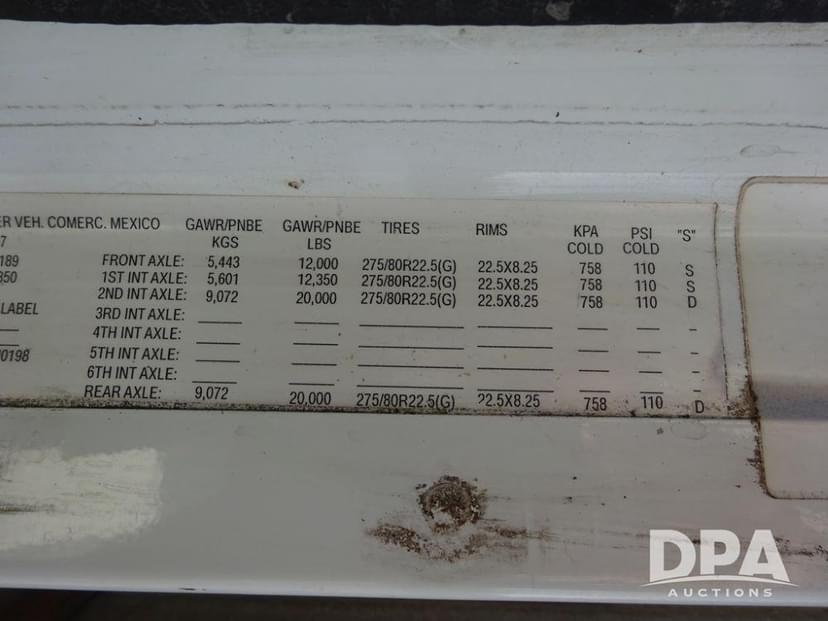 ER VEH. COMERC. MEXICO GAWR/PNBE GAWR/PNBE TIRES RIMS KPA PSI "S"
7 KGS LBS COLD COLD
189 FRONT AXLE: 5,443 12,000 275/80R22.5(G) 22.5X8.25 758 110 S
850 1ST INT AXLE: 5,601 12,350 275/80R22.5(G) 22.5X8.25 758 110 S
2ND INT AXLE: 9,072 20,000 275/80R22.5(G) 22.5X8.25 758 110 D
LABEL 3RD INT AXLE:
4TH INT AXLE:
0198 5TH INT AXLE:
6TH INT AXLE:
REAR AXLE: 9,072 20,000 275/80R22.5(G) 22.5X8.25 758 110 D
DPA
AUCTIONS